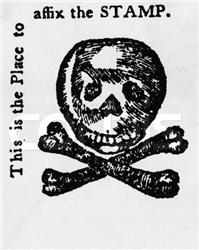 This is the Place to
affix the STAMP.